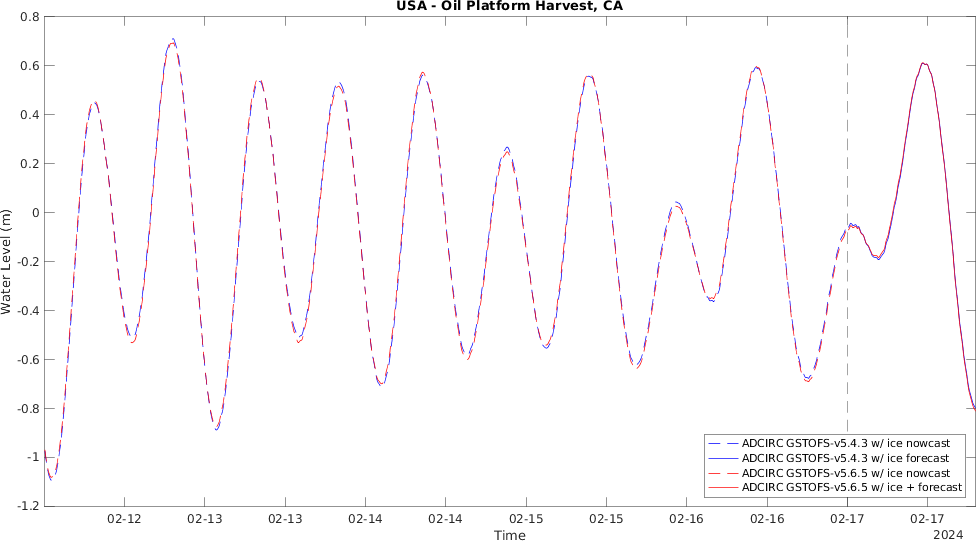 USA - Oil Platform Harvest, CA
0.8
0.6
0.4
0.2
0
-0.2
-0.4
-0.6
-0.8
-1
-1.2
Water Level (m)
ADCIRC GSTOFS-v5.4.3 w/ ice nowcast
ADCIRC GSTOFS-v5.4.3 w/ ice forecast
ADCIRC GSTOFS-v5.6.5 w/ ice nowcast
ADCIRC GSTOFS-v5.6.5 w/ ice + forecast
02-12 02-13 02-13 02-14 02-14 02-15 02-15 02-16 02-16 02-17 02-17
Time
2024